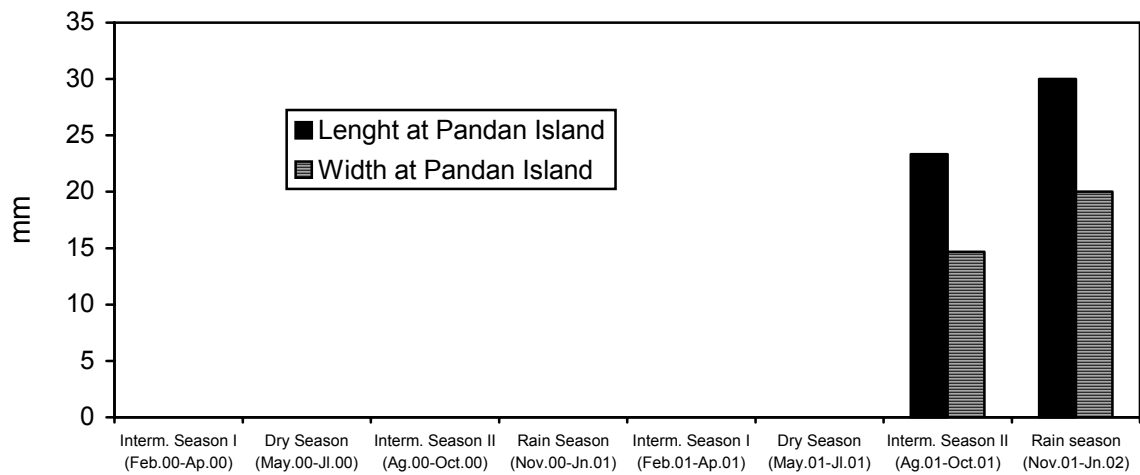 35
30
25
20
15
10
5
0
mm
Lenght at Pandan Island
Width at Pandan Island
Interm. Season I
(Feb.00-Ap.00)
Dry Season
(May.00-Jl.00)
Interm. Season II
(Ag.00-Oct.00)
Rain Season
(Nov.00-Jn.01)
Interm. Season I
(Feb.01-Ap.01)
Dry Season
(May.01-Jl.01)
Interm. Season II
(Ag.01-Oct.01)
Rain season
(Nov.01-Jn.02)